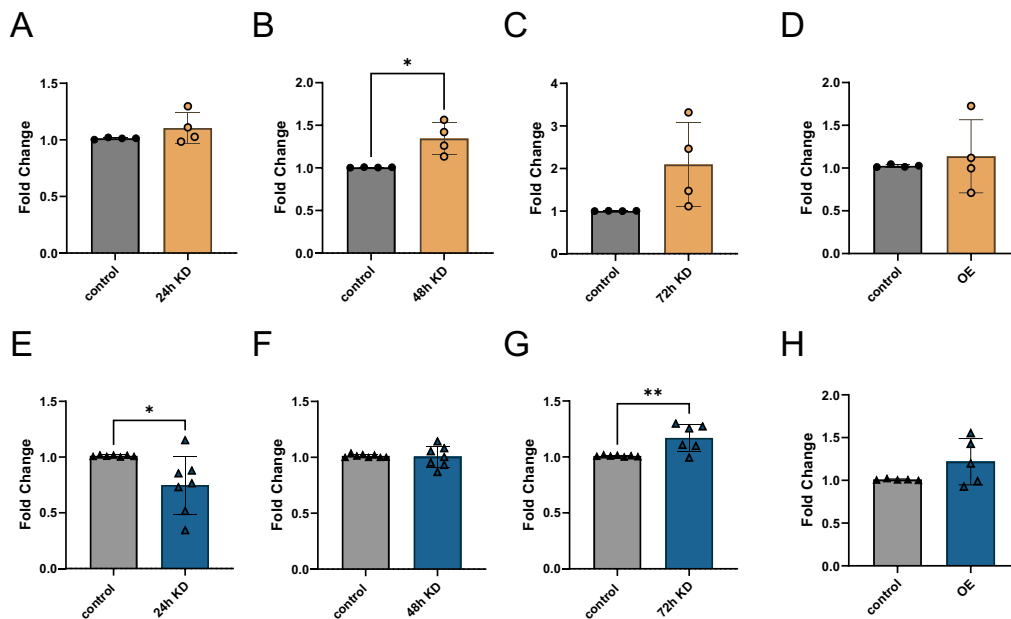 A
B
C
D
Fold Change
1.5
1.0
0.5
0.0
control
24h KD
Fold Change
2.0
1.5
1.0
0.5
0.0
*
control
48h KD
Fold Change
4
3
2
1
0
control
72h KD
Fold Change
2.0
1.5
1.0
0.5
0.0
control
OE
E
F
G
H
Fold Change
1.5
1.0
0.5
0.0
*
control
24h KD
Fold Change
1.5
1.0
0.5
0.0
control
48h KD
Fold Change
1.5
1.0
0.5
0.0
**
control
72h KD
Fold Change
2.0
1.5
1.0
0.5
0.0
control
OE